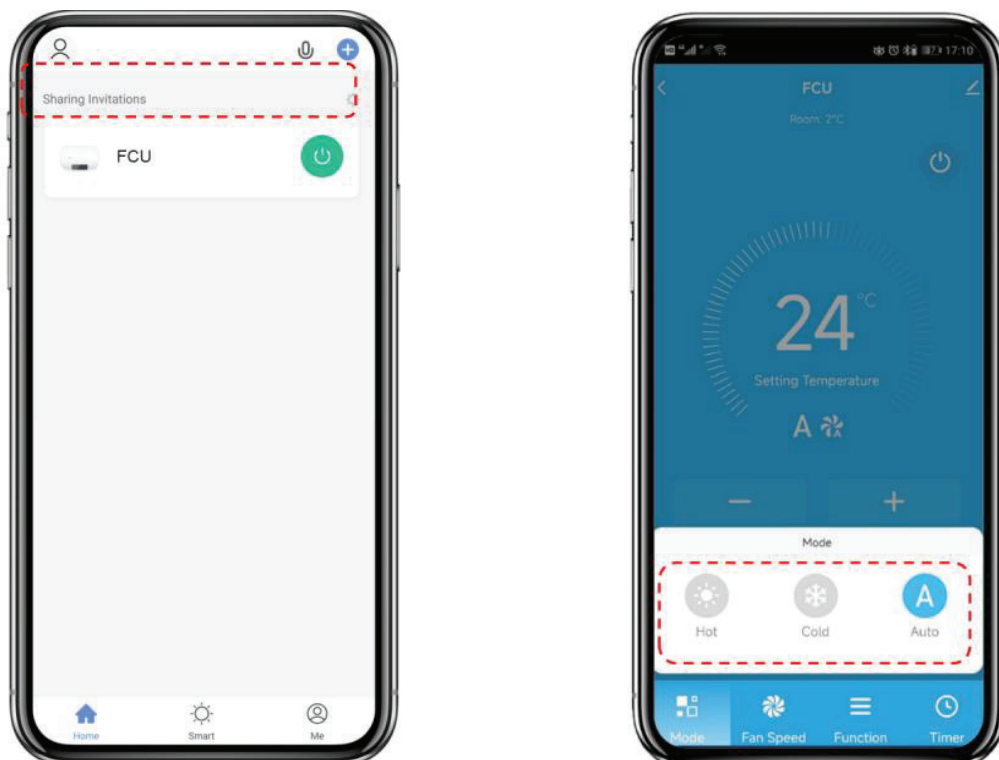 Sharing Invitations
FCU
Home
Smart
Me
17:10
FCU
Room: 2°C
24°C
Setting Temperature
A
Mode
Hot
Cold
A
Auto
Mode
Fan Speed
Function
Timer